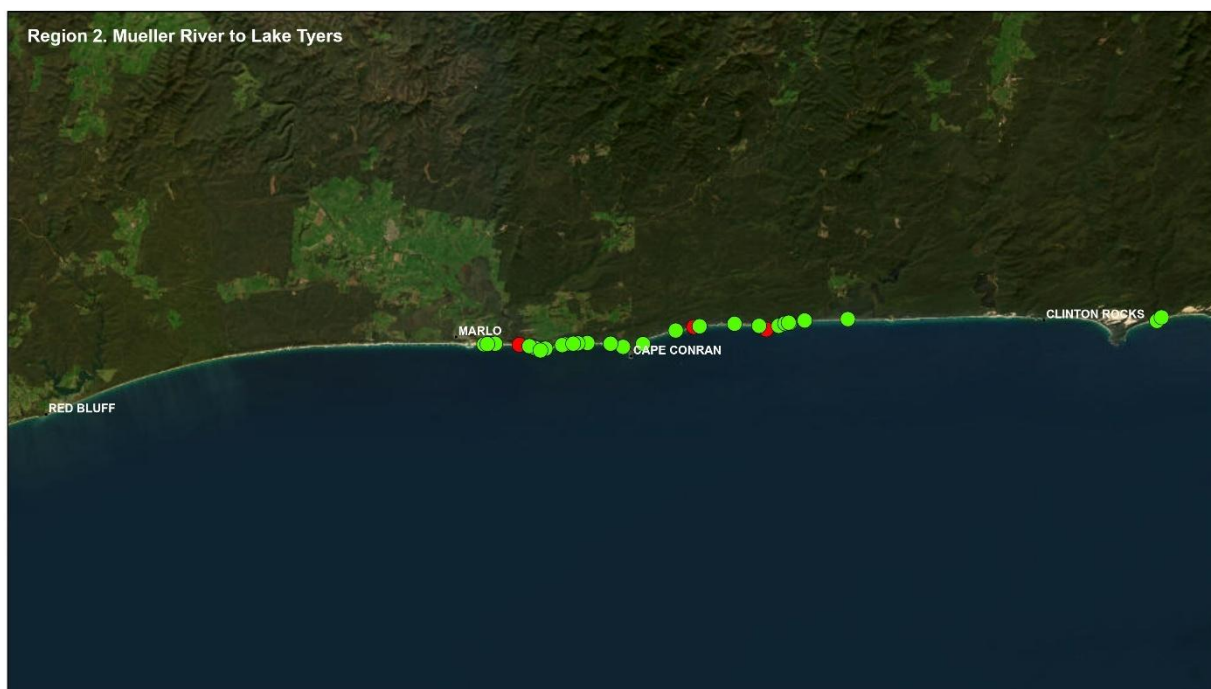 Region 2. Mueller River to Lake Tyers
CLINTON ROCKS
MARLO
CAPE CONRAN
RED BLUFF